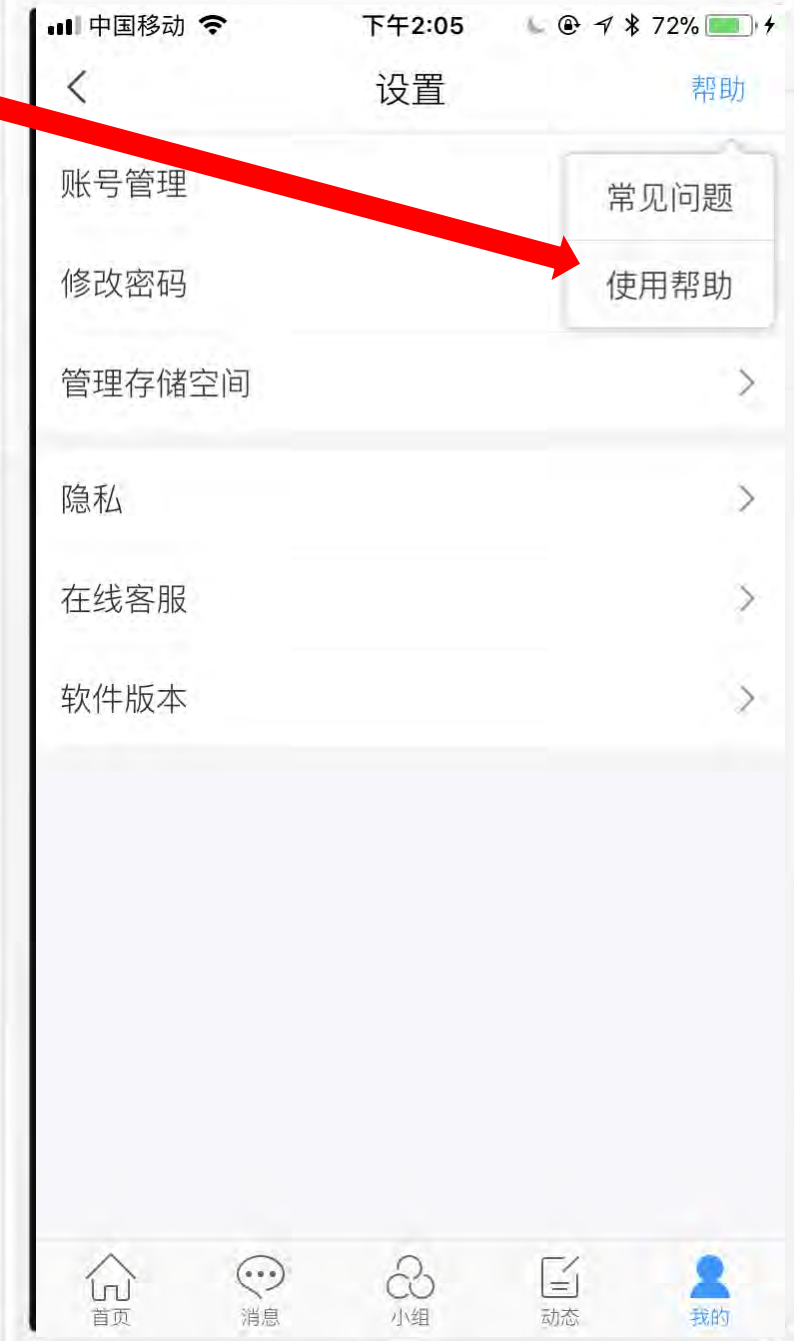 中国移动 下午2:05 72%
设置 帮助
账号管理
常见问题
修改密码
使用帮助
管理存储空间
隐私
在线客服
软件版本
首页 消息 小组 动态 我的